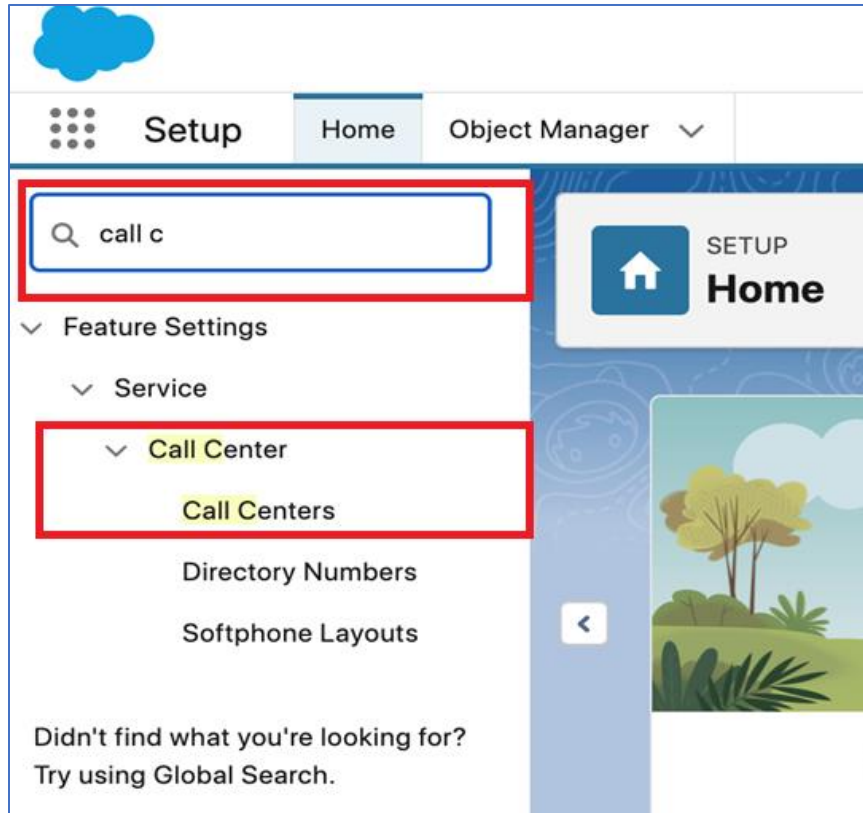 Setup
Home
Object Manager
call c
SETUP
Home
Feature Settings
Service
Call Center
Call Centers
Directory Numbers
Softphone Layouts
Didn't find what you're looking for?
Try using Global Search.